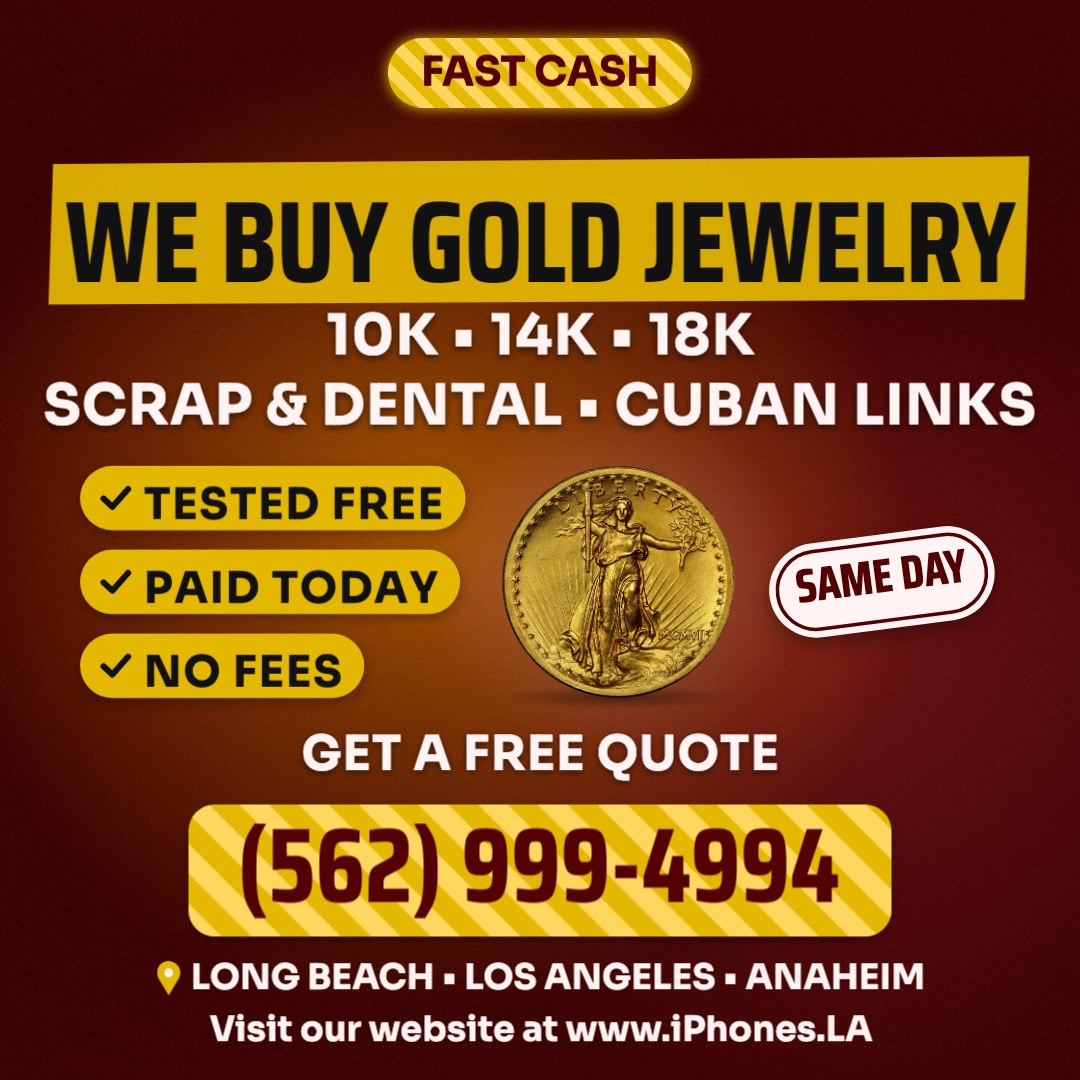 FAST CASH
WE BUY GOLD JEWELRY
10K ▪ 14K ▪ 18K
SCRAP & DENTAL ▪ CUBAN LINKS
✓ TESTED FREE
✓ PAID TODAY
✓ NO FEES
LIBERTY
SAME DAY
GET A FREE QUOTE
(562) 999-4994
LONG BEACH ▪ LOS ANGELES ▪ ANAHEIM
Visit our website at www.iPhones.LA